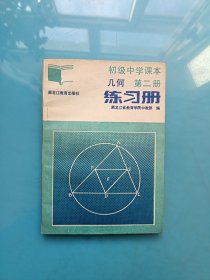 初级中学课本
几何 第二册
练习册
黑龙江省教育学院中教部 编
黑龙江教育出版社